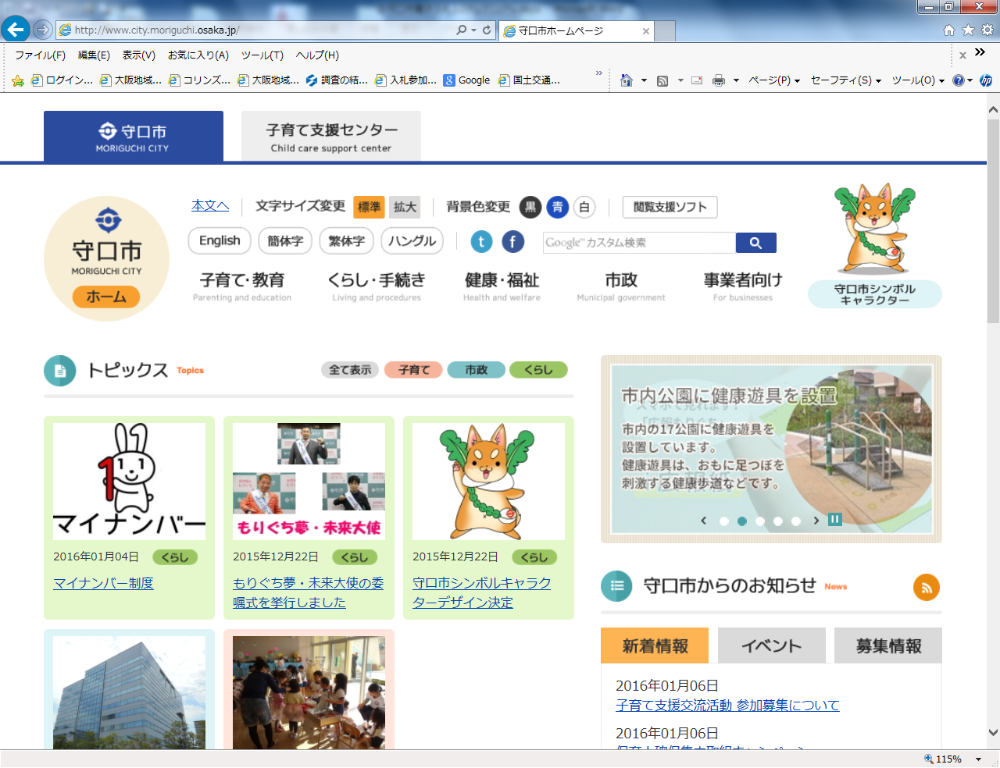 http://www.city.moriguchi.osaka.jp/
守口市ホームページ
ファイル(F) 編集(E) 表示(V) お気に入り(A) ツール(T) ヘルプ(H)
ログイン... 大阪地域... コリンズ... 大阪地域... 調査の結... 入札参加... Google 国土交通... ページ(P) セーフティ(S) ツール(O)
守口市
MORIGUCHI CITY
子育て支援センター
Child care support center
守口市
MORIGUCHI CITY
ホーム
本文へ 文字サイズ変更 標準 拡大 背景色変更 黒 青 白 閲覧支援ソフト
English 簡体字 繁体字 ハングル Google™カスタム検索
子育て・教育 くらし・手続き 健康・福祉 市政 事業者向け
Parenting and education Living and procedures Health and welfare Municipal government For businesses
守口市シンボル
キャラクター
トピックス Topics 全て表示 子育て 市政 くらし
マイナンバー
2016年01月04日 くらし
マイナンバー制度
もりぐち夢・未来大使
2015年12月22日 くらし
もりぐち夢・未来大使の委
嘱式を挙行しました
2015年12月22日 くらし
守口市シンボルキャラク
ターデザイン決定
市内公園に健康遊具を設置
市内の17公園に健康遊具を
設置しています。
健康遊具は、おもに足つぼを
刺激する健康歩道などです。
守口市からのお知らせ News
新着情報 イベント 募集情報
2016年01月06日
子育て支援交流活動 参加募集について
2016年01月06日
115%